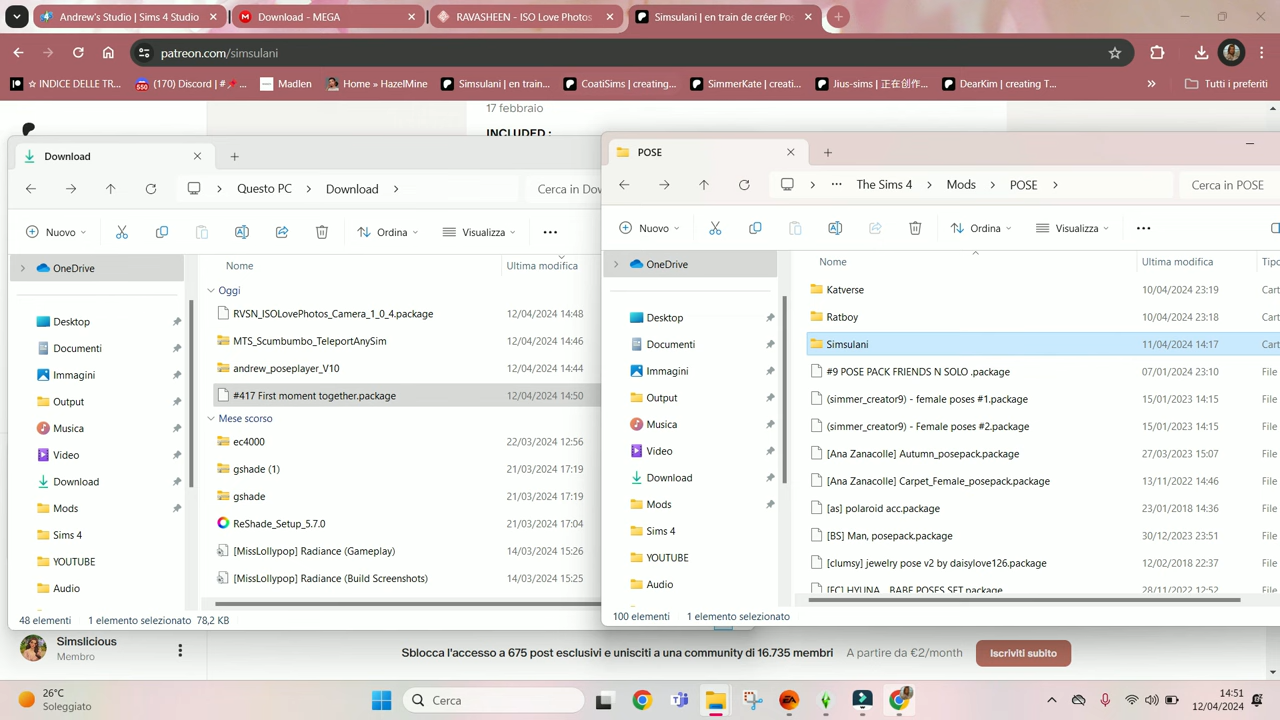 Andrew's Studio | Sims 4 Studio
Download - MEGA
RAVASHEEN - ISO Love Photos
Simsulani | en train de créer Po
patreon.com/simsulani
☆ INDICE DELLE TR...
(170) Discord | #📌...
Madlen
Home » HazelMine
Simsulani | en train...
CoatiSims | creating...
SimmerKate | creati...
Jius-sims | 正在创作...
DearKim | creating T...
Tutti i preferiti
17 febbraio
INCLUDED :
Download
Questo PC > Download >
Cerca in Dow
Nuovo
Ordina
Visualizza
OneDrive
Desktop
Documenti
Immagini
Output
Musica
Video
Download
Mods
Sims 4
YOUTUBE
Audio
Nome
Ultima modifica
Oggi
RVSN_ISOLovePhotos_Camera_1_0_4.package 12/04/2024 14:48
MTS_Scumbumbo_TeleportAnySim 12/04/2024 14:46
andrew_poseplayer_V10 12/04/2024 14:44
#417 First moment together.package 12/04/2024 14:50
Mese scorso
ec4000 22/03/2024 12:56
gshade (1) 21/03/2024 17:19
gshade 21/03/2024 17:19
ReShade_Setup_5.7.0 21/03/2024 17:04
[MissLollypop] Radiance (Gameplay) 14/03/2024 15:26
[MissLollypop] Radiance (Build Screenshots) 14/03/2024 15:25
48 elementi 1 elemento selezionato 78,2 KB
POSE
The Sims 4 > Mods > POSE >
Cerca in POSE
Nuovo
Ordina
Visualizza
OneDrive
Desktop
Documenti
Immagini
Output
Musica
Video
Download
Mods
Sims 4
YOUTUBE
Audio
Nome
Ultima modifica
Tipo
Katverse 10/04/2024 23:19 Cart
Ratboy 10/04/2024 23:18 Cart
Simsulani 11/04/2024 14:17 Cart
#9 POSE PACK FRIENDS N SOLO .package 07/01/2024 23:10 File
(simmer_creator9) - female poses #1.package 15/01/2023 14:15 File
(simmer_creator9) - Female poses #2.package 15/01/2023 14:15 File
[Ana Zanacolle] Autumn_posepack.package 27/03/2023 15:07 File
[Ana Zanacolle] Carpet_Female_posepack.package 13/11/2022 14:46 File
[as] polaroid acc.package 23/01/2018 14:36 File
[BS] Man, posepack.package 30/12/2023 23:51 File
[clumsy] jewelry pose v2 by daisylove126.package 12/02/2018 22:37 File
[FC] HYUNA _ BABE POSES SET.package 28/11/2022 12:52 File
100 elementi 1 elemento selezionato
Simslicious
Membro
Sblocca l'accesso a 675 post esclusivi e unisciti a una community di 16.735 membri
A partire da €2/month
Iscriviti subito
26°C
Soleggiato
Cerca
14:51
12/04/2024